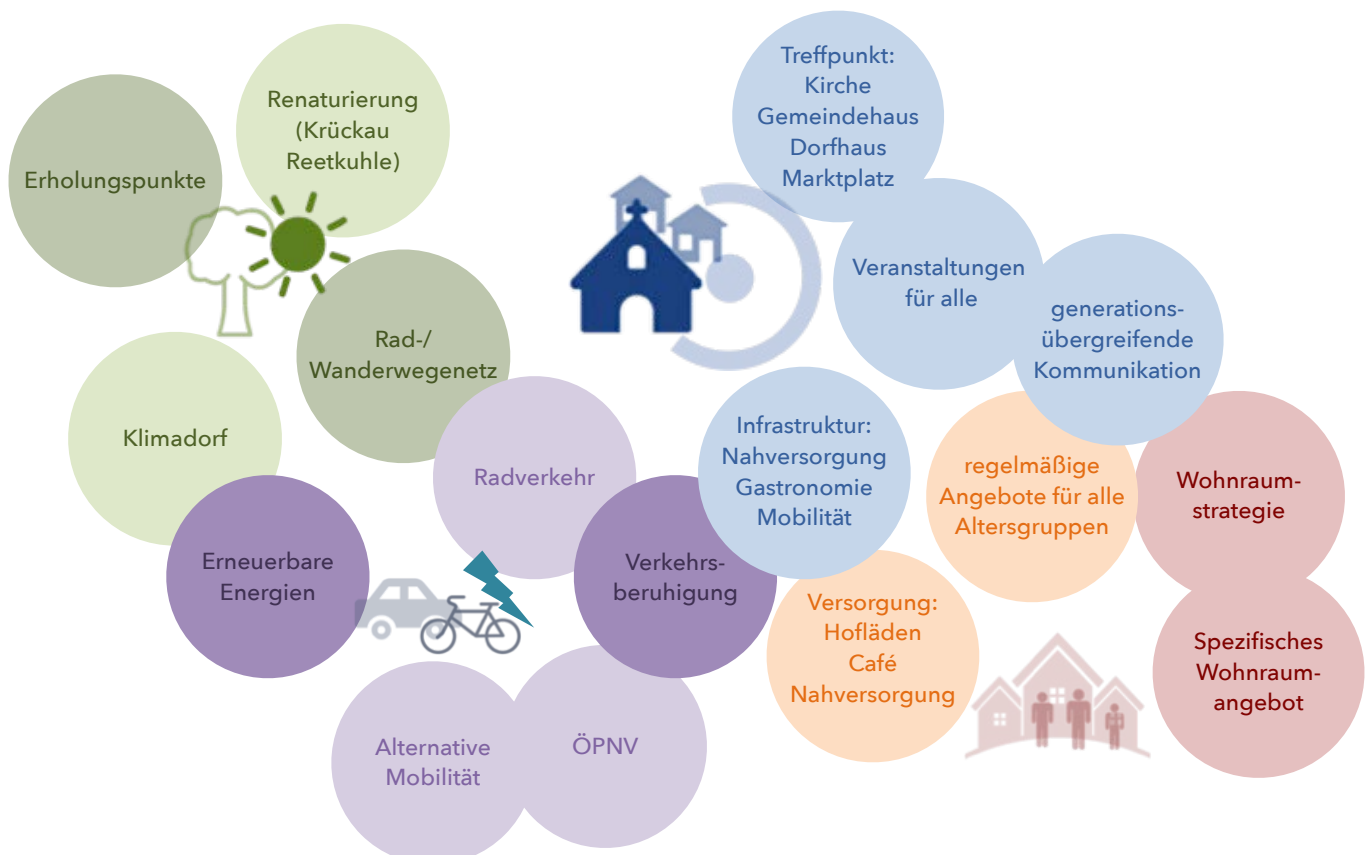 Renaturierung
(Krückau
Reetkuhle)
Erholungspunkte
Rad-/
Wanderwegenetz
Klimadorf
Erneuerbare
Energien
Radverkehr
Verkehrs-
beruhigung
Alternative
Mobilität
ÖPNV
Treffpunkt:
Kirche
Gemeindehaus
Dorfhaus
Marktplatz
Veranstaltungen
für alle
generations-
übergreifende
Kommunikation
Infrastruktur:
Nahversorgung
Gastronomie
Mobilität
regelmäßige
Angebote für alle
Altersgruppen
Wohnraum-
strategie
Versorgung:
Hofläden
Café
Nahversorgung
Spezifisches
Wohnraum-
angebot